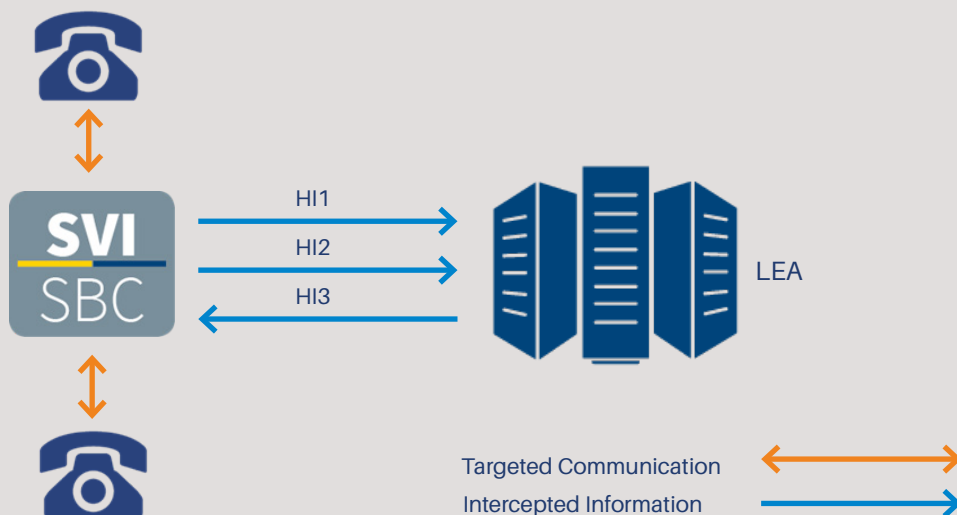 HI1
SVI
SBC
HI2
HI3
LEA
Targeted Communication
Intercepted Information